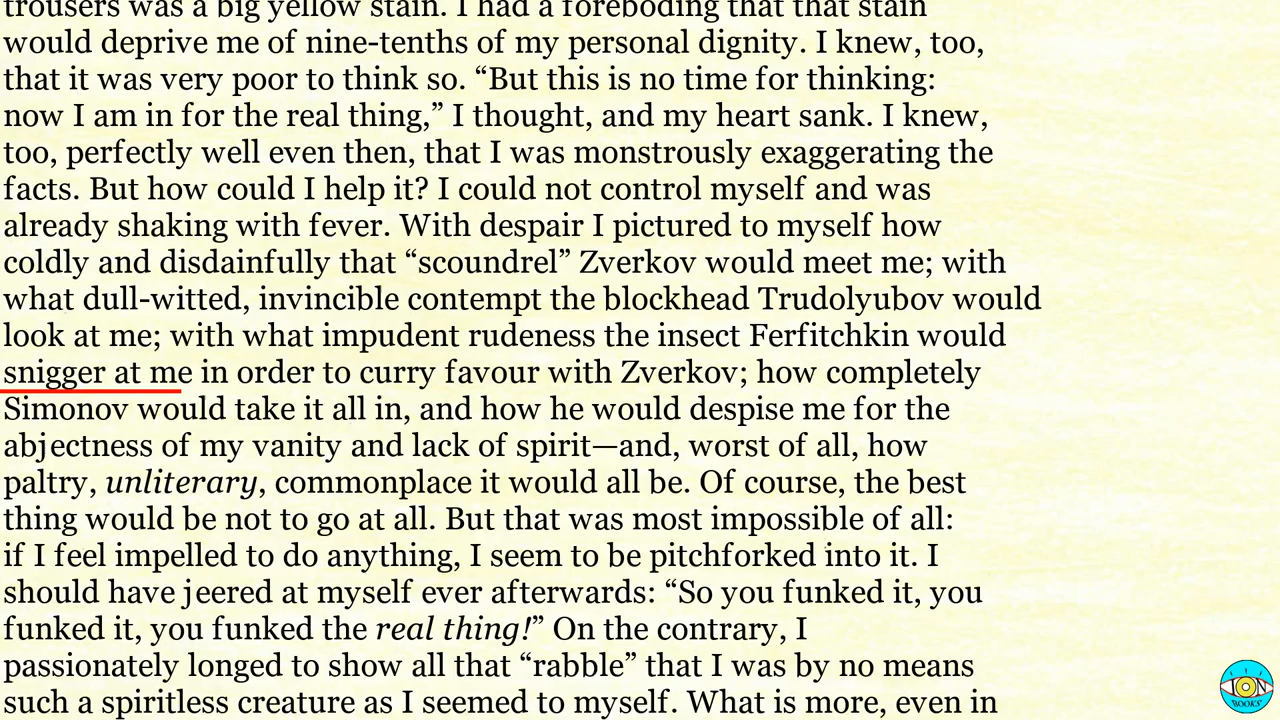 trousers was a big yellow stain. I had a foreboding that that stain
would deprive me of nine-tenths of my personal dignity. I knew, too,
that it was very poor to think so. “But this is no time for thinking:
now I am in for the real thing,” I thought, and my heart sank. I knew,
too, perfectly well even then, that I was monstrously exaggerating the
facts. But how could I help it? I could not control myself and was
already shaking with fever. With despair I pictured to myself how
coldly and disdainfully that “scoundrel” Zverkov would meet me; with
what dull-witted, invincible contempt the blockhead Trudolyubov would
look at me; with what impudent rudeness the insect Ferfitchkin would
snigger at me in order to curry favour with Zverkov; how completely
Simonov would take it all in, and how he would despise me for the
abjectness of my vanity and lack of spirit—and, worst of all, how
paltry, unliterary, commonplace it would all be. Of course, the best
thing would be not to go at all. But that was most impossible of all:
if I feel impelled to do anything, I seem to be pitchforked into it. I
should have jeered at myself ever afterwards: “So you funked it, you
funked it, you funked the real thing!” On the contrary, I
passionately longed to show all that “rabble” that I was by no means
such a spiritless creature as I seemed to myself. What is more, even in
ION
BOOKS